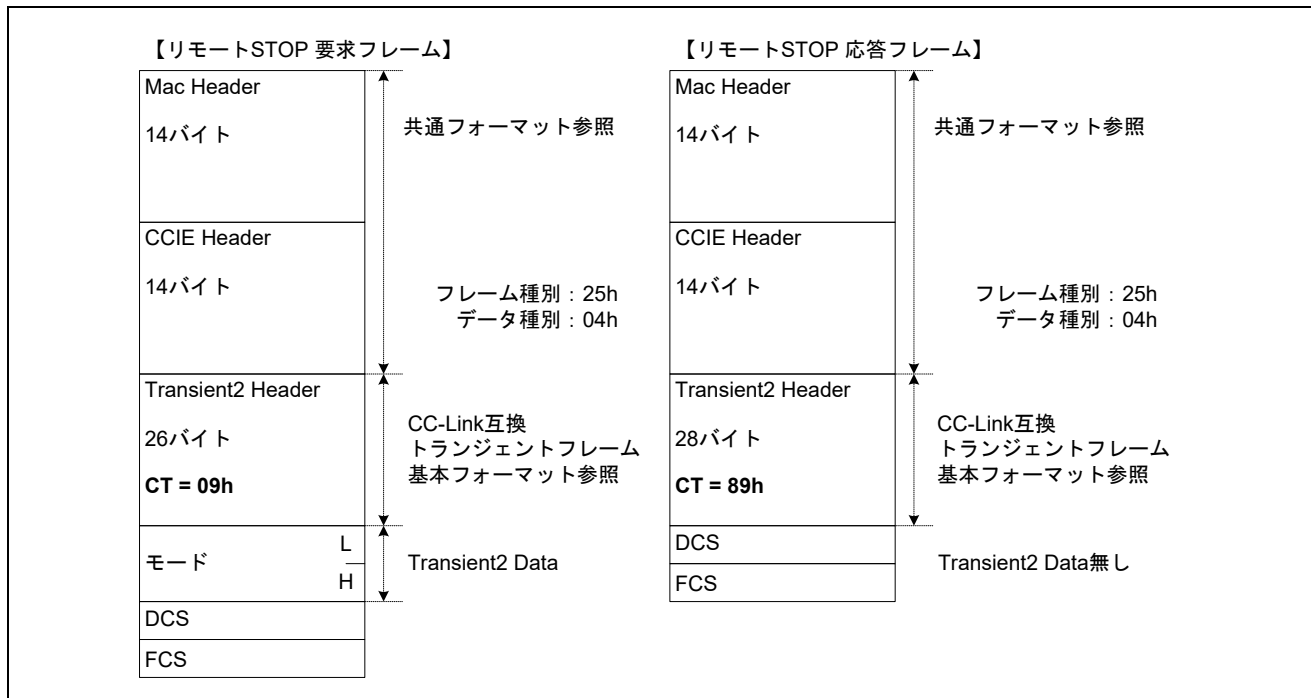 【リモートSTOP 要求フレーム】
Mac Header
14バイト
共通フォーマット参照
CCIE Header
14バイト
フレーム種別：25h
データ種別：04h
Transient2 Header
26バイト
CT = 09h
CC-Link互換
トランジェントフレーム
基本フォーマット参照
モード
L
H
Transient2 Data
DCS
FCS
【リモートSTOP 応答フレーム】
Mac Header
14バイト
共通フォーマット参照
CCIE Header
14バイト
フレーム種別：25h
データ種別：04h
Transient2 Header
28バイト
CT = 89h
CC-Link互換
トランジェントフレーム
基本フォーマット参照
DCS
FCS
Transient2 Data無し